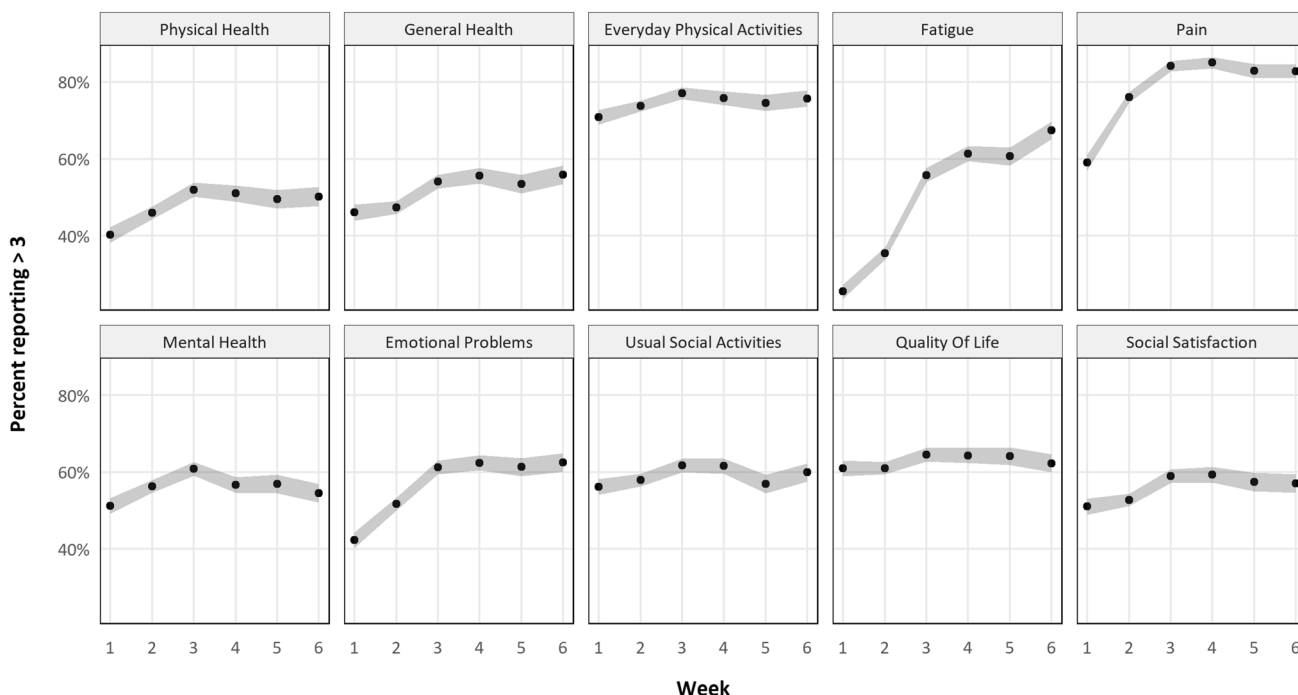 Physical Health
General Health
Everyday Physical Activities
Fatigue
Pain
80%
60%
40%
Mental Health
Emotional Problems
Usual Social Activities
Quality Of Life
Social Satisfaction
80%
60%
40%
Percent reporting > 3
1 2 3 4 5 6
1 2 3 4 5 6
1 2 3 4 5 6
1 2 3 4 5 6
1 2 3 4 5 6
Week